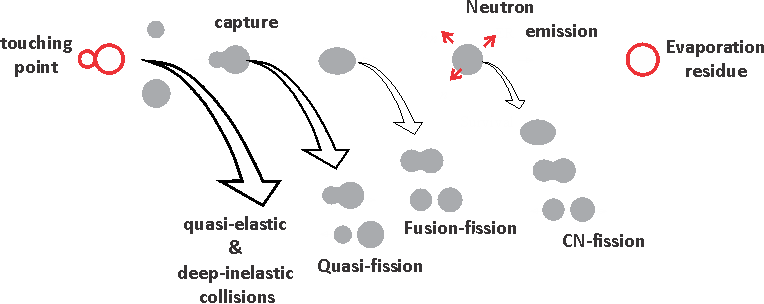 touching
point
capture
Neutron
emission
Evaporation
residue
quasi-elastic
&
deep-inelastic
collisions
Quasi-fission
Fusion-fission
CN-fission